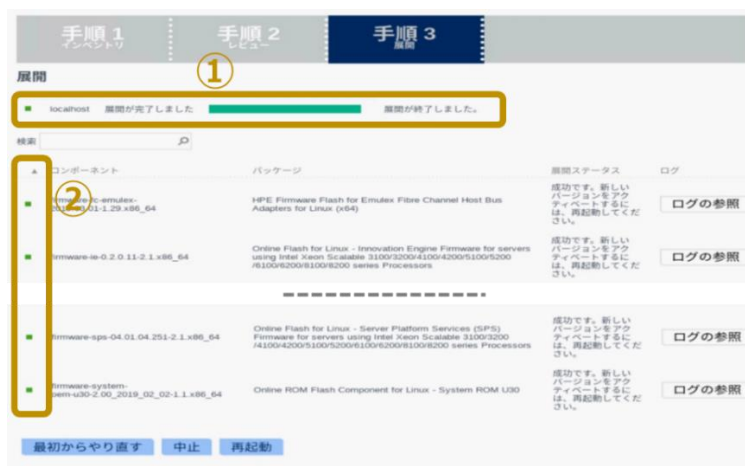 手順 1
インベントリ
手順 2
レビュー
手順 3
展開
①
展開
localhost 展開が完了しました 展開が終了しました。
検索
②
コンポーネント パッケージ 展開ステータス ログ
HPE Firmware Flash for Emulex Fibre Channel Host Bus
Adapters for Linux (x64)
成功です。新しい
バージョンをアク
ティベートするに
は、再起動してくだ
さい。
ログの参照
firmware-ie-0.2.0.11-2.1.x86_64
Online Flash for Linux - Innovation Engine Firmware for servers
using Intel Xeon Scalable 3100/3200/4100/4200/5100/5200
/6100/6200/8100/8200 series Processors
成功です。新しい
バージョンをアク
ティベートするに
は、再起動してくだ
さい。
ログの参照
firmware-sps-04.01.04.251-2.1.x86_64
Online Flash for Linux - Server Platform Services (SPS)
Firmware for servers using Intel Xeon Scalable 3100/3200
/4100/4200/5100/5200/6100/6200/8100/8200 series Processors
成功です。新しい
バージョンをアク
ティベートするに
は、再起動してくだ
さい。
ログの参照
firmware-system-
oem-u30-2.00_2019_02_02-1.1.x86_64
Online ROM Flash Component for Linux - System ROM U30
成功です。新しい
バージョンをアク
ティベートするに
は、再起動してくだ
さい。
ログの参照
最初からやり直す 中止 再起動